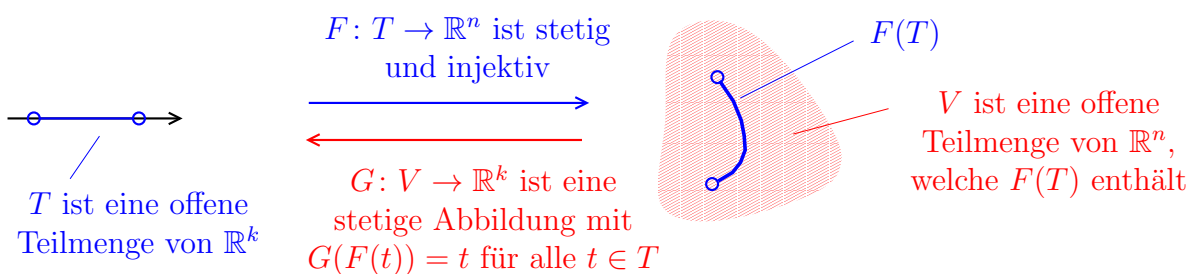 F: T → ℝⁿ ist stetig
und injektiv
F(T)
V ist eine offene
Teilmenge von ℝⁿ,
welche F(T) enthält
T ist eine offene
Teilmenge von ℝᵏ
G: V → ℝᵏ ist eine
stetige Abbildung mit
G(F(t)) = t für alle t ∈ T